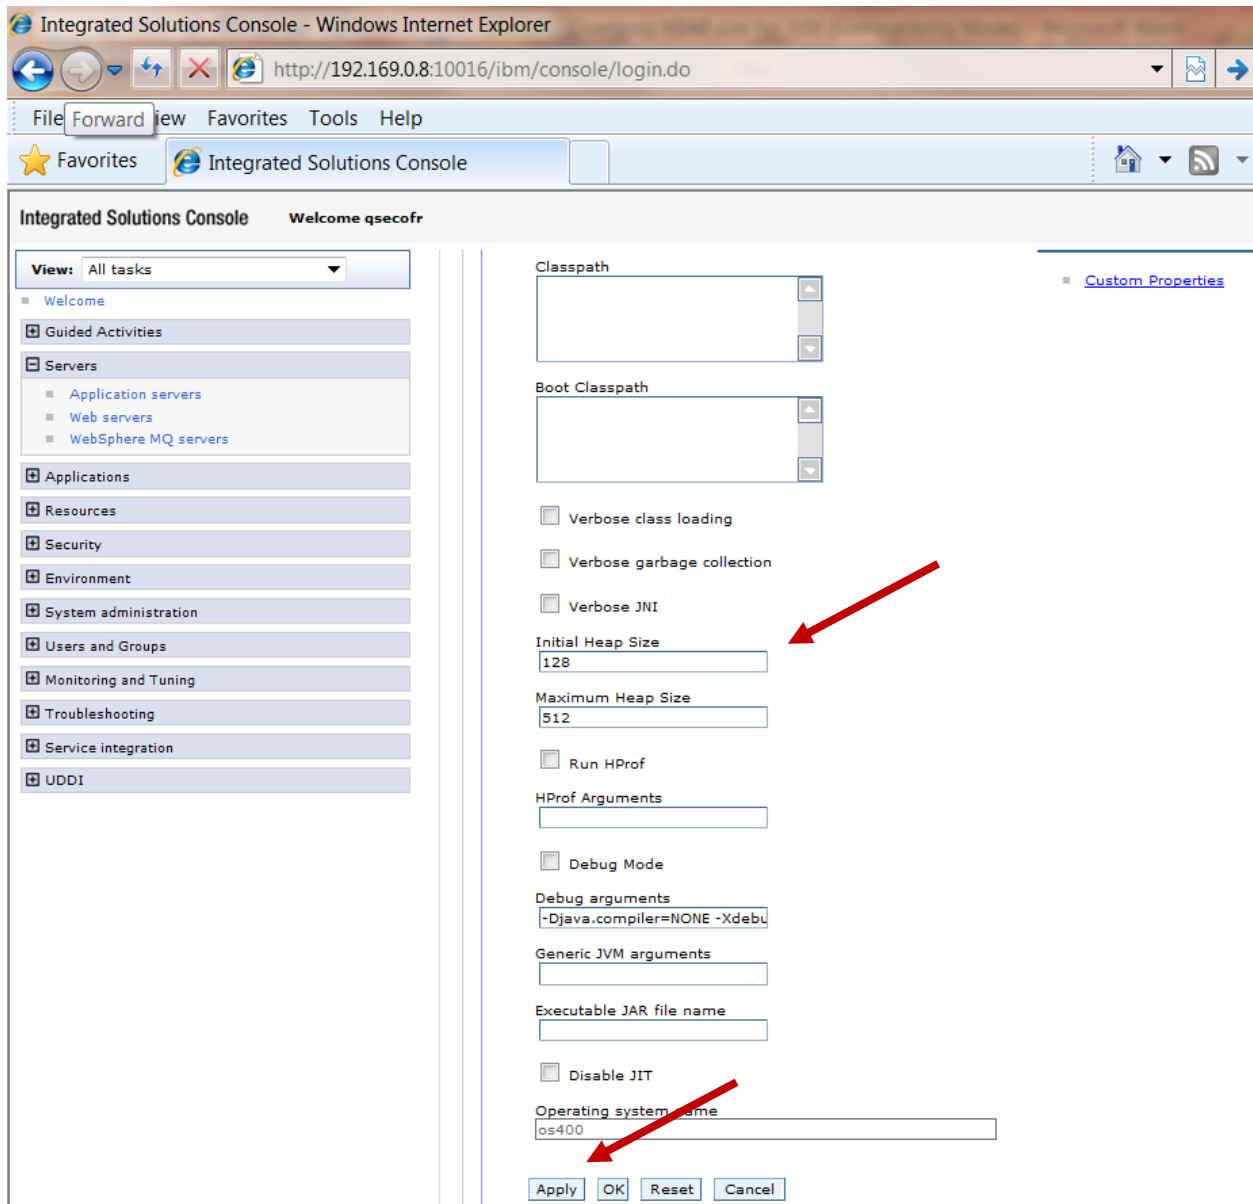 Integrated Solutions Console - Windows Internet Explorer
http://192.169.0.8:10016/ibm/console/login.do
File Forward iew Favorites Tools Help
Favorites Integrated Solutions Console
Integrated Solutions Console Welcome qsecofr
View: All tasks
Welcome
Guided Activities
Servers
Application servers
Web servers
WebSphere MQ servers
Applications
Resources
Security
Environment
System administration
Users and Groups
Monitoring and Tuning
Troubleshooting
Service integration
UDDI
Classpath
Boot Classpath
Verbose class loading
Verbose garbage collection
Verbose JNI
Initial Heap Size
128
Maximum Heap Size
512
Run HProf
HProf Arguments
Debug Mode
Debug arguments
-Djava.compiler=NONE -Xdebu
Generic JVM arguments
Executable JAR file name
Disable JIT
Operating system name
os400
Apply OK Reset Cancel
Custom Properties